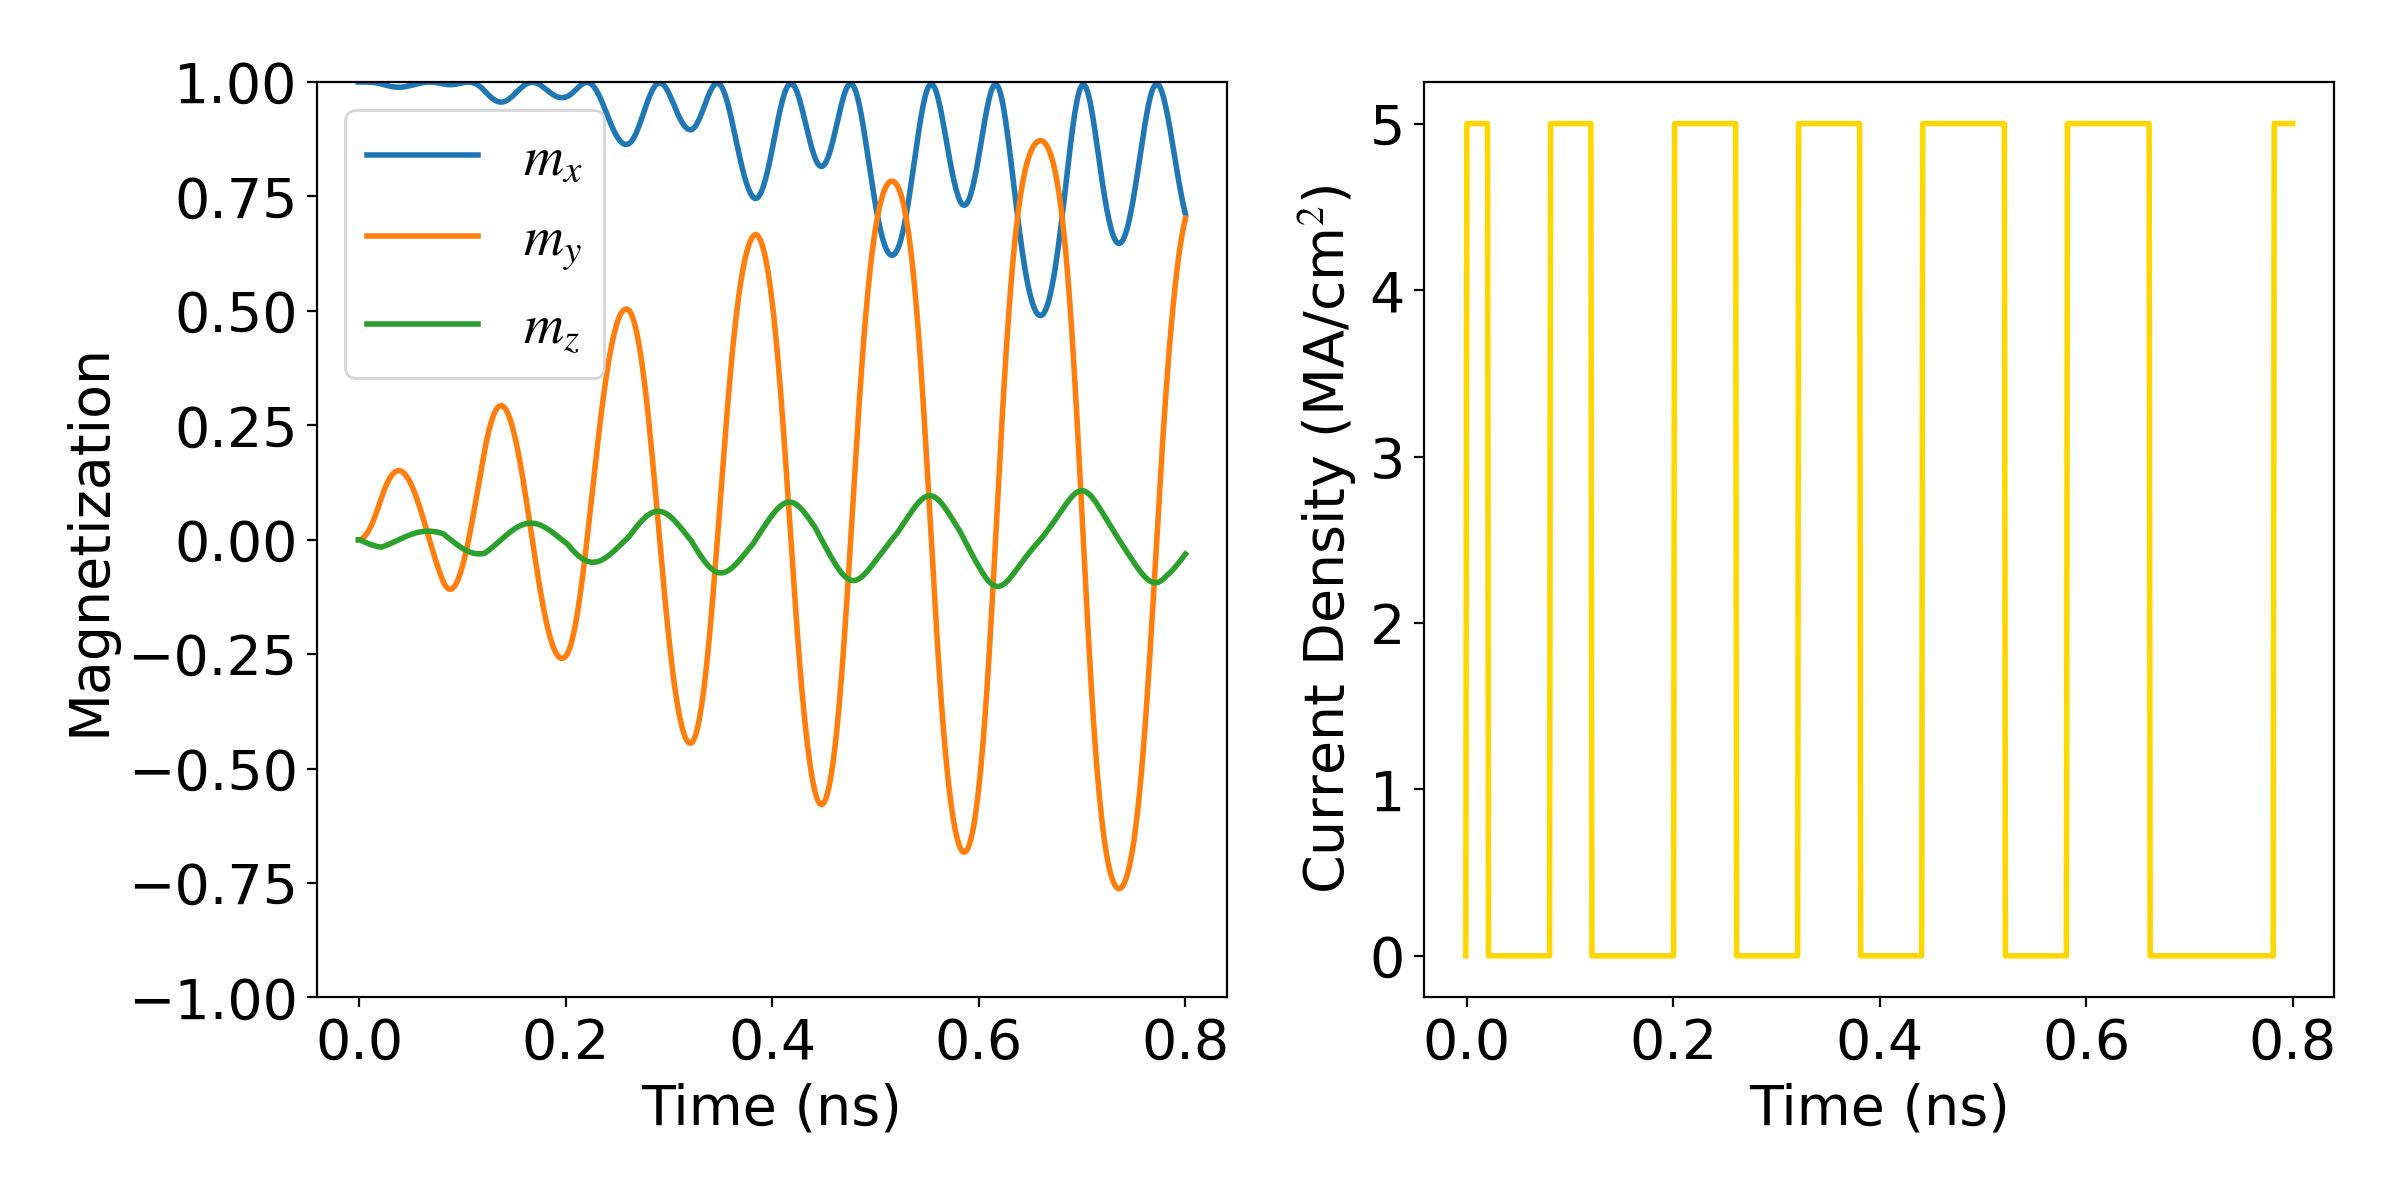 1.00
0.75
0.50
0.25
0.00
−0.25
−0.50
−0.75
−1.00
Magnetization
m_x
m_y
m_z
0.0 0.2 0.4 0.6 0.8
Time (ns)
5
4
3
2
1
0
Current Density (MA/cm²)
0.0 0.2 0.4 0.6 0.8
Time (ns)